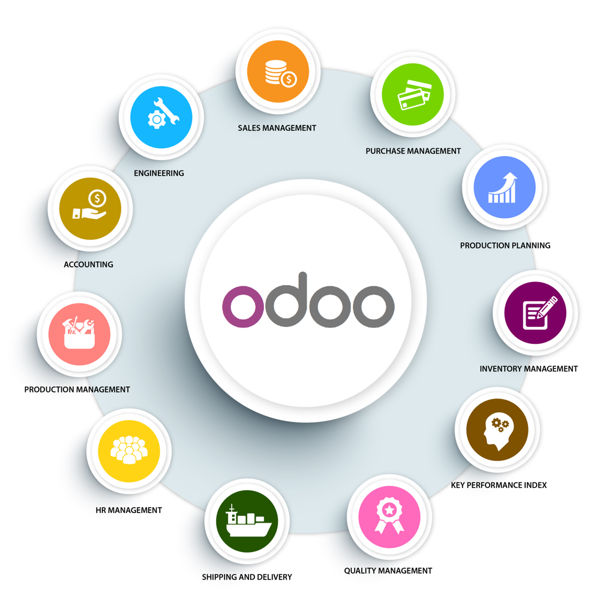 SALES MANAGEMENT
PURCHASE MANAGEMENT
ENGINEERING
PRODUCTION PLANNING
ACCOUNTING
odoo
INVENTORY MANAGEMENT
PRODUCTION MANAGEMENT
KEY PERFORMANCE INDEX
HR MANAGEMENT
QUALITY MANAGEMENT
SHIPPING AND DELIVERY